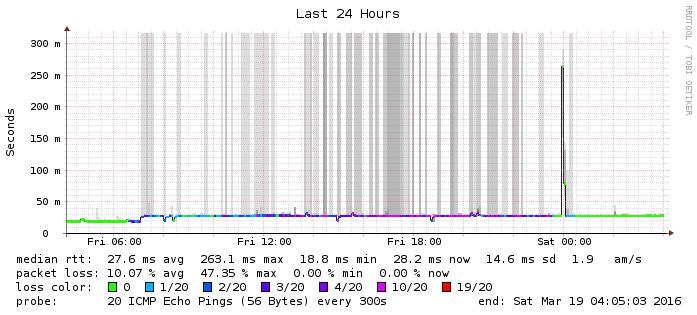 Last 24 Hours
RRDTOOL / TOBI OETIKER
Seconds
300 m
250 m
200 m
150 m
100 m
50 m
0
Fri 06:00 Fri 12:00 Fri 18:00 Sat 00:00
median rtt: 27.6 ms avg 263.1 ms max 18.8 ms min 28.2 ms now 14.6 ms sd 1.9 am/s
packet loss: 10.07 % avg 47.35 % max 0.00 % min 0.00 % now
loss color: 0 1/20 2/20 3/20 4/20 10/20 19/20
probe: 20 ICMP Echo Pings (56 Bytes) every 300s end: Sat Mar 19 04:05:03 2016